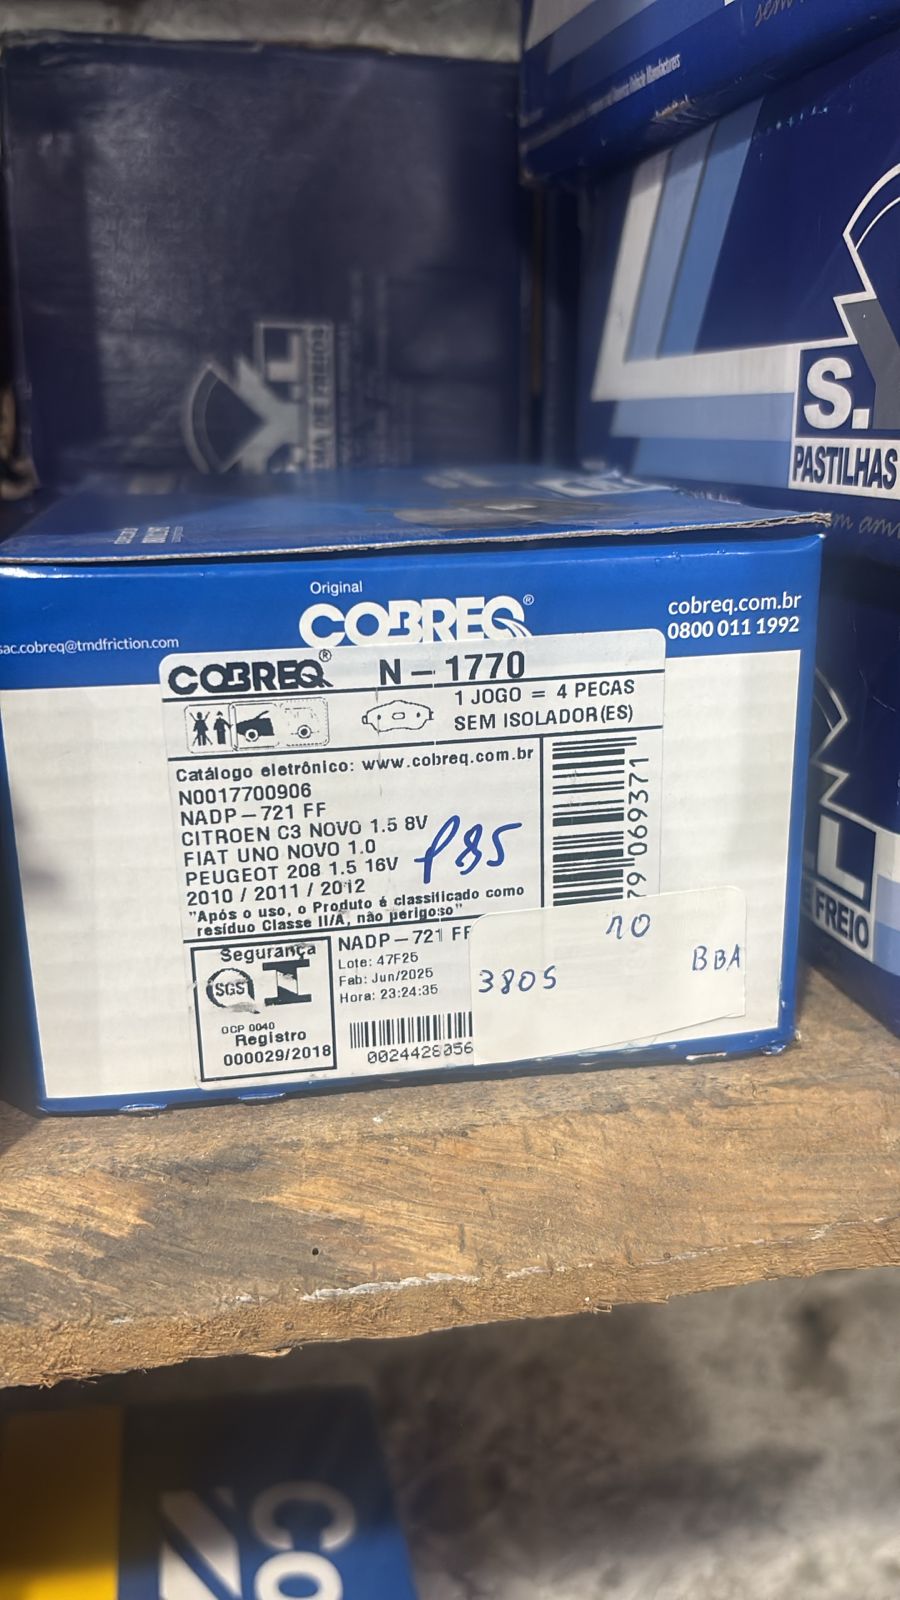 S.
PASTILHAS
Original
COBREQ®
cobreq.com.br
0800 011 1992
sac.cobreq@tmdfriction.com
COBREQ® N-1770
1 JOGO = 4 PECAS
SEM ISOLADOR(ES)
Catálogo eletrônico: www.cobreq.com.br
N0017700906
NADP-721 FF
CITROEN C3 NOVO 1.5 8V
FIAT UNO NOVO 1.0
PEUGEOT 208 1.5 16V
2010 / 2011 / 2012
P85
"Após o uso, o Produto é classificado como
resíduo Classe II/A, não perigoso"
79 069371
Segurança
SGS
OCP 0040
Registro
000029/2018
NADP-721 FF
Lote: 47F25
Fab: Jun/2025
Hora: 23:24:35
0024428056
10
3805
BBA
L
FREIO
Co